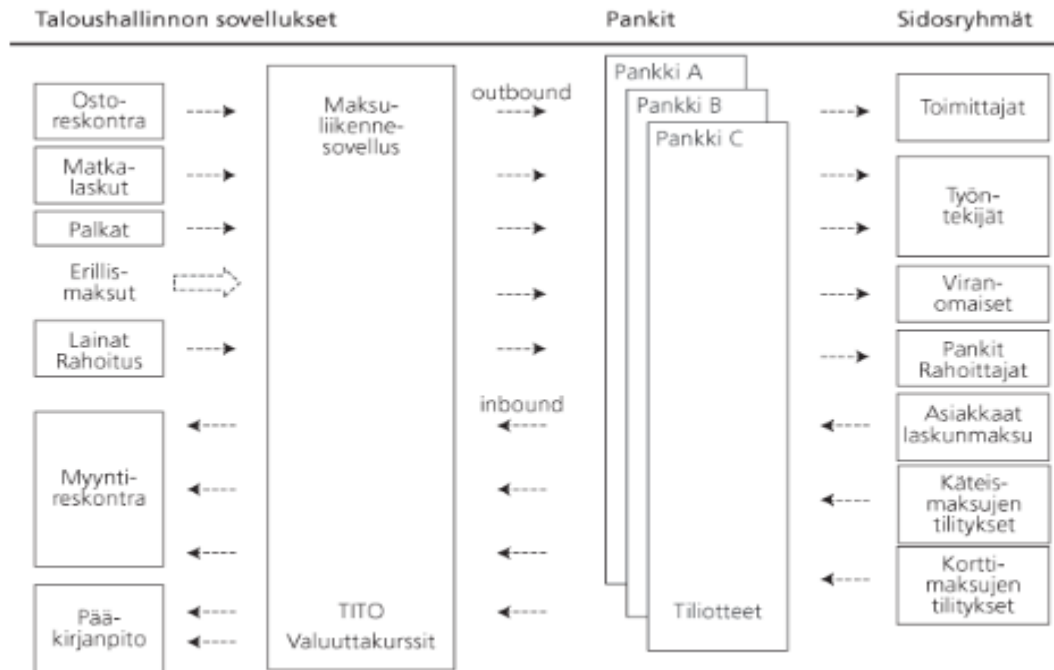 Taloushallinnon sovellukset
Pankit
Sidosryhmät
Osto-
reskontra
Matka-
laskut
Palkat
Erillis-
maksut
Lainat
Rahoitus
Myynti-
reskontra
Pää-
kirjanpito
Maksu-
liikenne-
sovellus
TITO
Valuuttakurssit
outbound
inbound
Pankki A
Pankki B
Pankki C
Tiliotteet
Toimittajat
Työn-
tekijät
Viran-
omaiset
Pankit
Rahoittajat
Asiakkaat
laskunmaksu
Käteis-
maksujen
tilitykset
Kortti-
maksujen
tilitykset